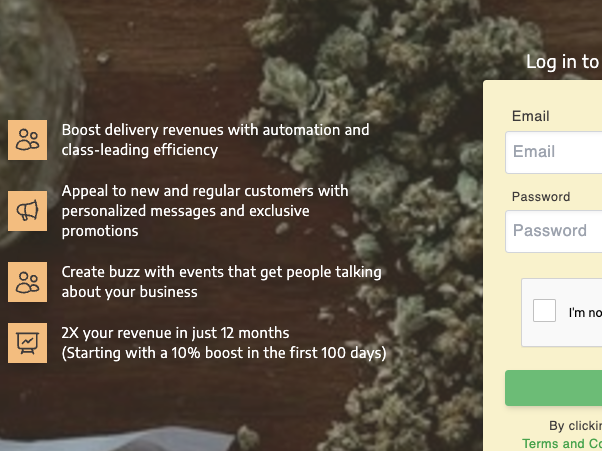 Log in to
Boost delivery revenues with automation and
class-leading efficiency
Appeal to new and regular customers with
personalized messages and exclusive
promotions
Create buzz with events that get people talking
about your business
2X your revenue in just 12 months
(Starting with a 10% boost in the first 100 days)
Email
Email
Password
Password
I'm no
By clickin
Terms and Co